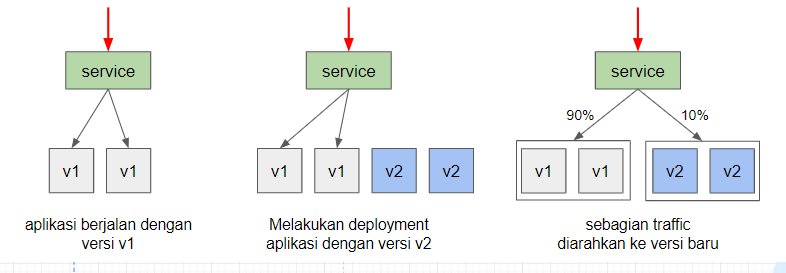 service
v1 v1
aplikasi berjalan dengan
versi v1
service
v1 v1 v2 v2
Melakukan deployment
aplikasi dengan versi v2
service
90% 10%
v1 v1 v2 v2
sebagian traffic
diarahkan ke versi baru